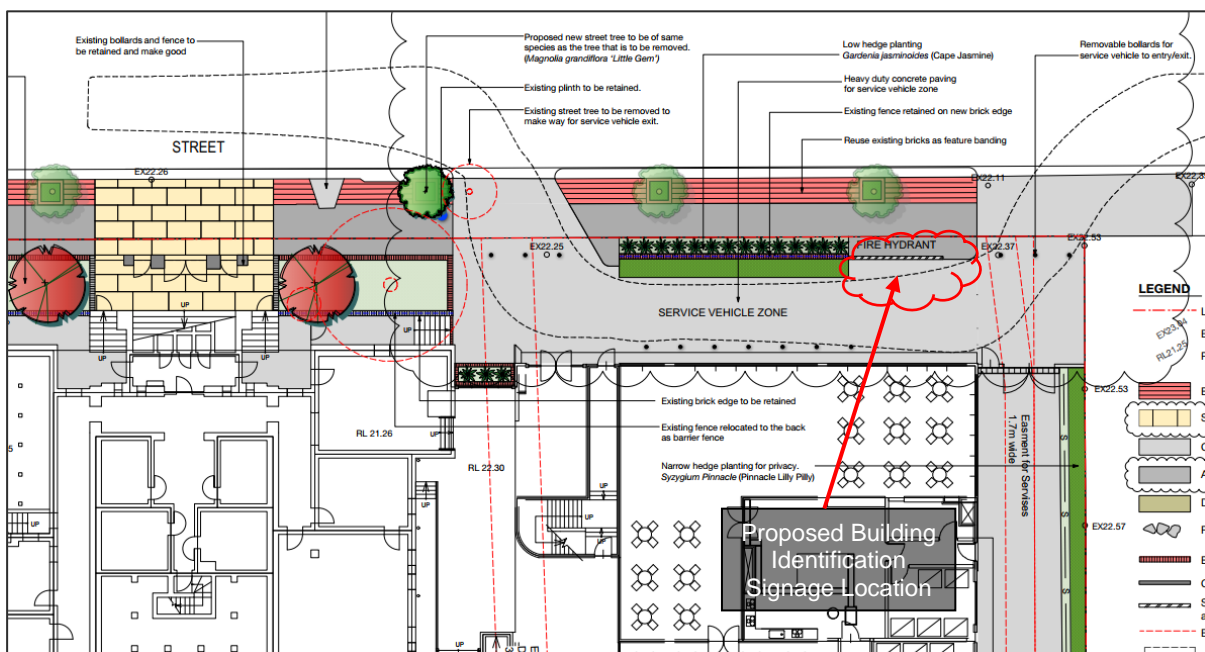 Existing bollards and fence to
be retained and make good
Proposed new street tree to be of same
species as the tree that is to be removed.
(Magnolia grandiflora 'Little Gem')
Existing plinth to be retained.
Existing street tree to be removed to
make way for service vehicle exit.
Low hedge planting
Gardenia jasminoides (Cape Jasmine)
Heavy duty concrete paving
for service vehicle zone
Existing fence retained on new brick edge
Reuse existing bricks as feature banding
Removable bollards for
service vehicle to entry/exit.
STREET
EX22.26
EX22.11
EX22.25
FIRE HYDRANT
EX22.37
EX22.53
SERVICE VEHICLE ZONE
UP
UP
UP
UP
LEGEND
L
EX23.04
E
RL21.25
F
Existing brick edge to be retained
Existing fence relocated to the back
as barrier fence
RL 21.26
RL 22.30
Narrow hedge planting for privacy.
Syzygium Pinnacle (Pinnacle Lilly Pilly)
Easment for Servises
1.7m wide
EX22.53
EX22.57
Proposed Building
Identification
Signage Location
UP
UP
UP
UP
UP
S
S
E
S
C
A
D
F
E
C
S
a
E